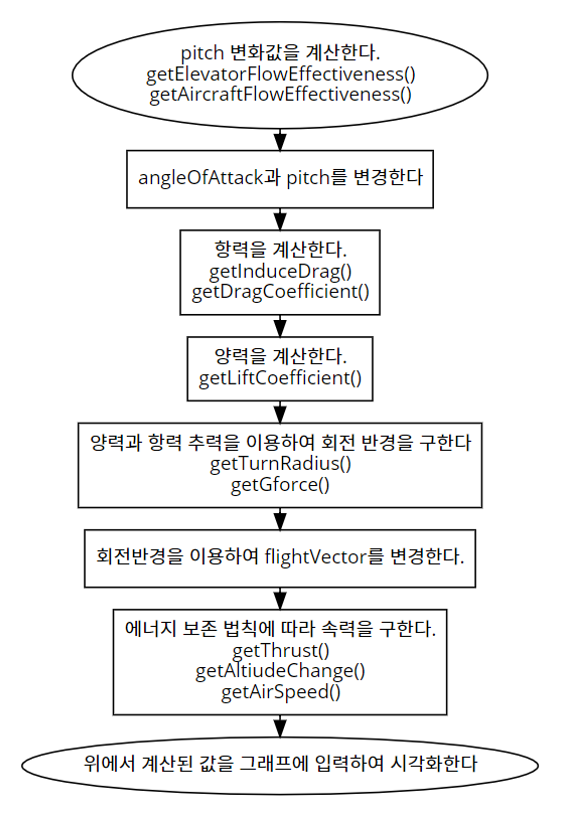 pitch 변화값을 계산한다.
getElevatorFlowEffectiveness()
getAircraftFlowEffectiveness()
angleOfAttack과 pitch를 변경한다
항력을 계산한다.
getInduceDrag()
getDragCoefficient()
양력을 계산한다.
getLiftCoefficient()
양력과 항력 추력을 이용하여 회전 반경을 구한다
getTurnRadius()
getGforce()
회전반경을 이용하여 flightVector를 변경한다.
에너지 보존 법칙에 따라 속력을 구한다.
getThrust()
getAltiudeChange()
getAirSpeed()
위에서 계산된 값을 그래프에 입력하여 시각화한다